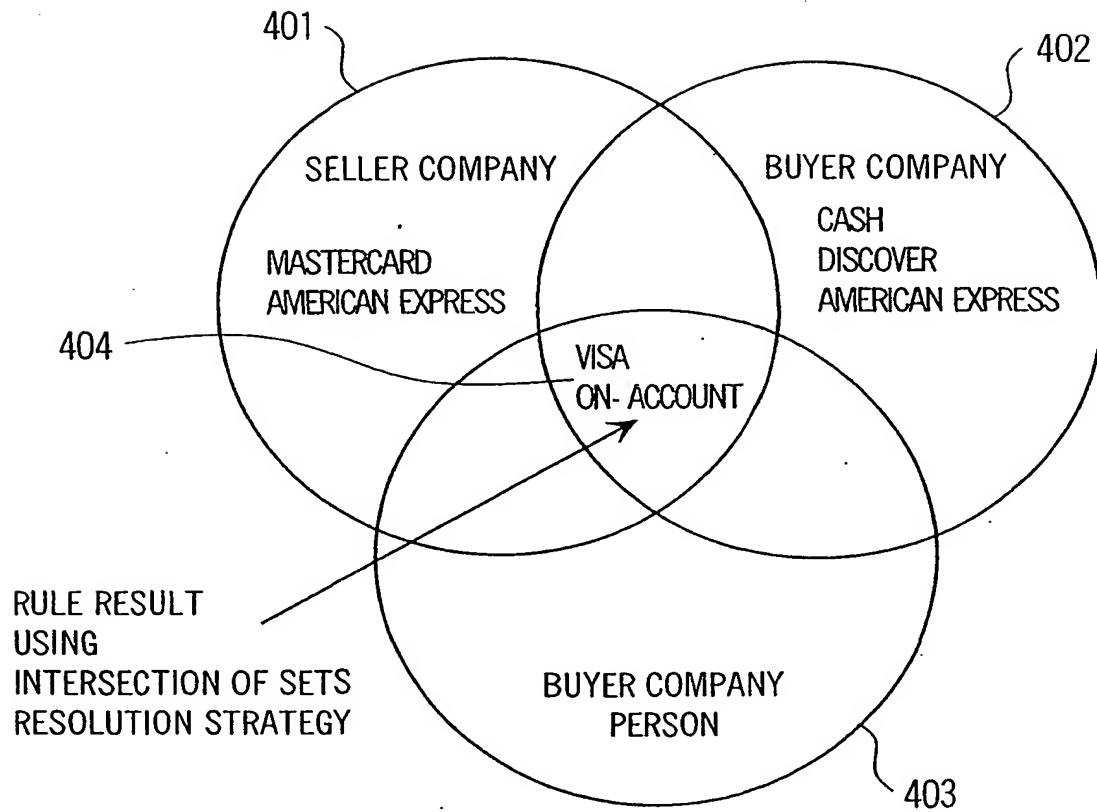 401
402
SELLER COMPANY
MASTERCARD
AMERICAN EXPRESS
BUYER COMPANY
CASH
DISCOVER
AMERICAN EXPRESS
404
VISA
ON- ACCOUNT
RULE RESULT
USING
INTERSECTION OF SETS
RESOLUTION STRATEGY
BUYER COMPANY
PERSON
403